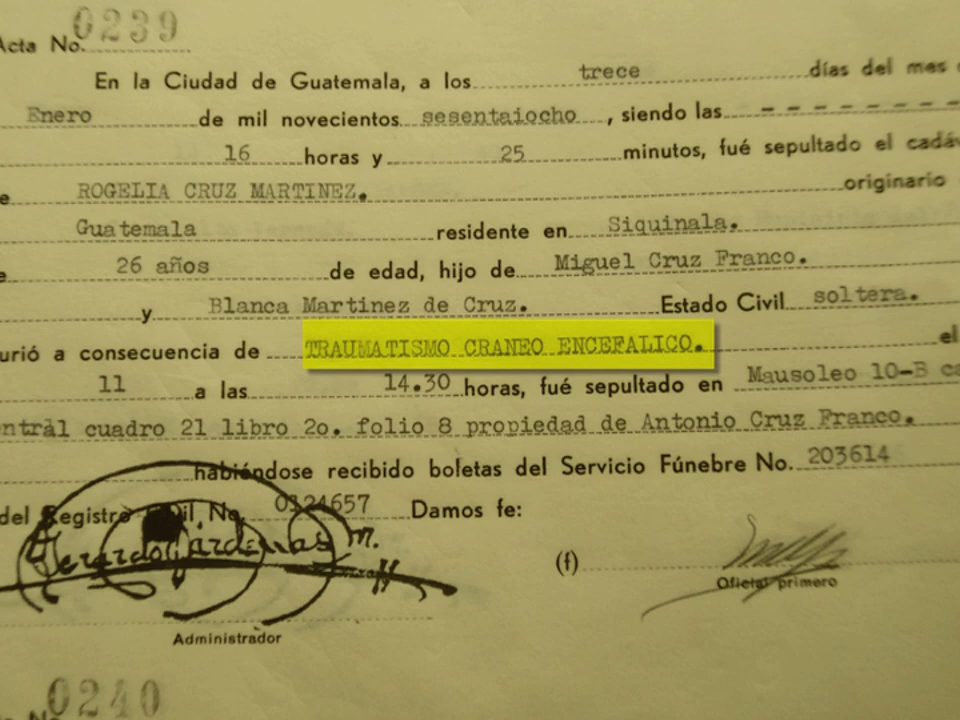 Acta No. 0239
En la Ciudad de Guatemala, a los trece días del mes
Enero de mil novecientos sesentaiocho, siendo las
16 horas y 25 minutos, fué sepultado el cadáv
e ROGELIA CRUZ MARTINEZ. originario
Guatemala residente en Siquinala.
e 26 años de edad, hijo de Miguel Cruz Franco.
y Blanca Martinez de Cruz. Estado Civil soltera.
urió a consecuencia de TRAUMATISMO CRANEO ENCEFALICO. el
11 a las 14.30 horas, fué sepultado en Mausoleo 10-B ca
ntral cuadro 21 libro 2o. folio 8 propiedad de Antonio Cruz Franco.
habiéndose recibido boletas del Servicio Fúnebre No. 203614
del Registro Civil No. 0124657 Damos fe:
(f)
Oficial primero
Administrador
0240
No.